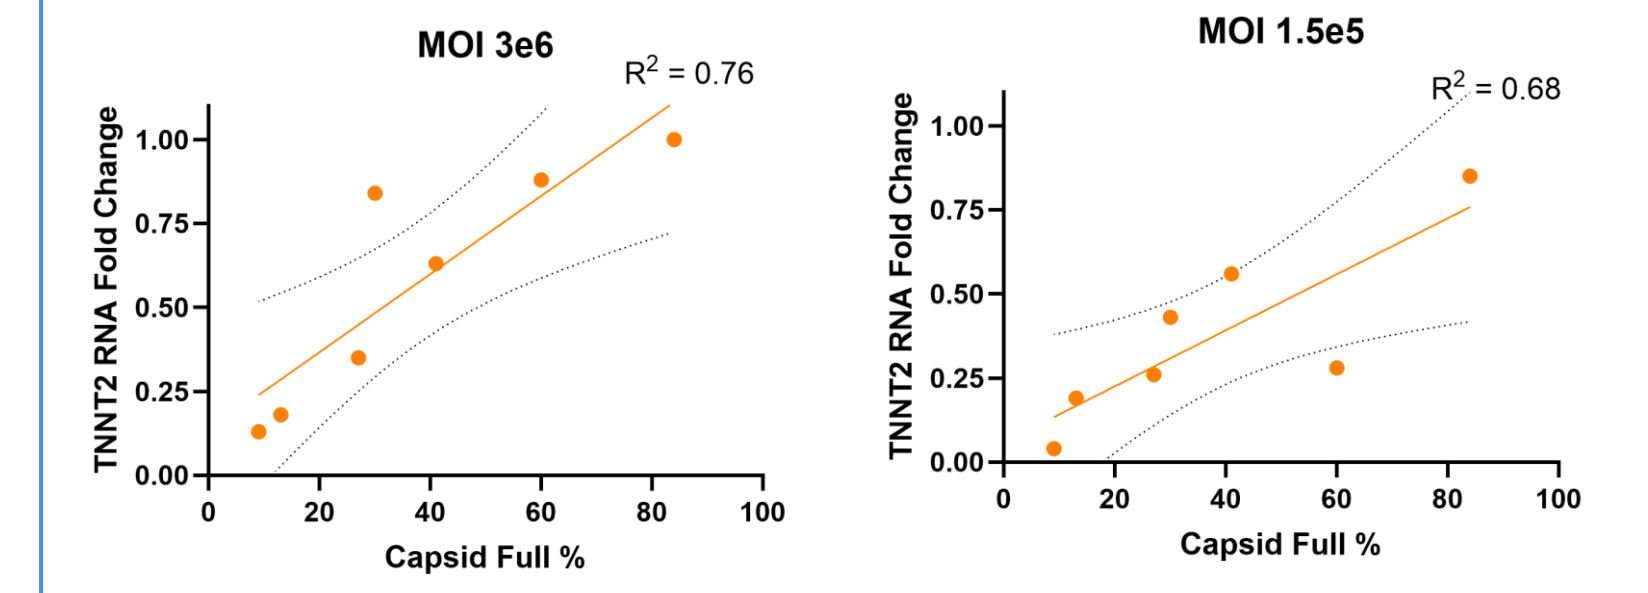 MOI 3e6
R² = 0.76
TNNT2 RNA Fold Change
1.00
0.75
0.50
0.25
0.00
0 20 40 60 80 100
Capsid Full %
MOI 1.5e5
R² = 0.68
TNNT2 RNA Fold Change
1.00
0.75
0.50
0.25
0.00
0 20 40 60 80 100
Capsid Full %